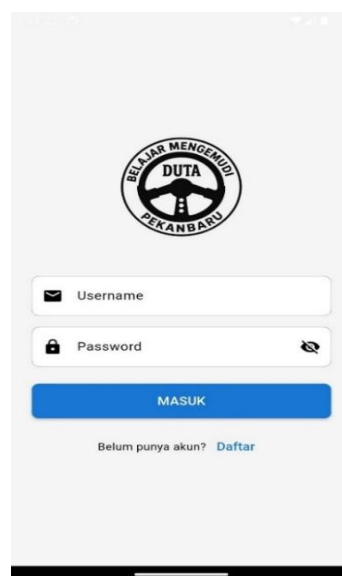 BELAJAR MENGEMUDI
DUTA
PEKANBARU
Username
Password
MASUK
Belum punya akun? Daftar